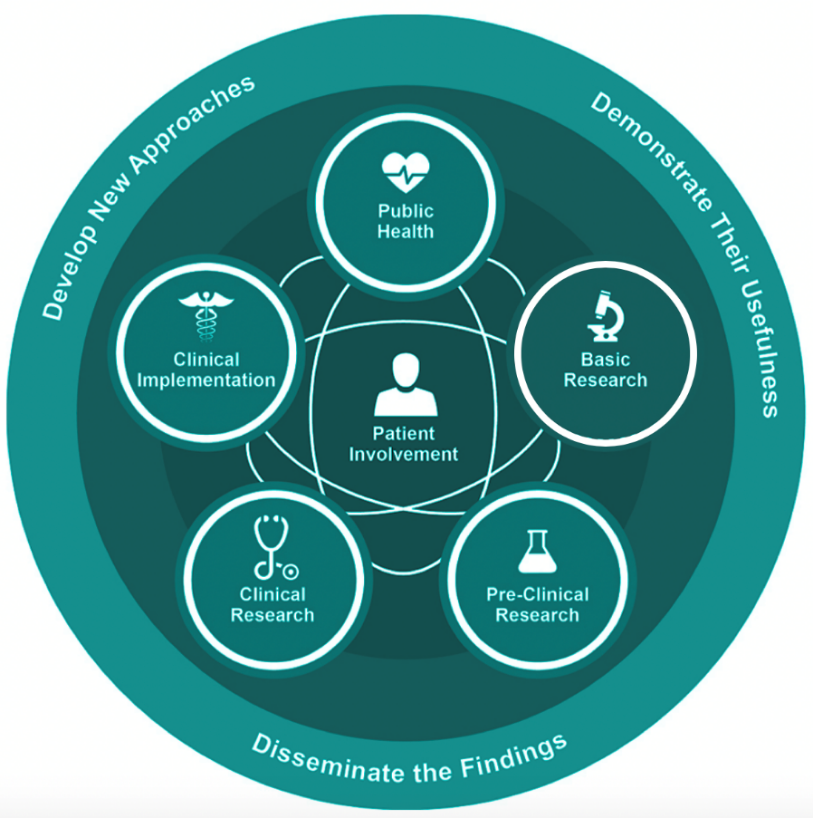 Develop New Approaches
Demonstrate Their Usefulness
Public
Health
Clinical
Implementation
Basic
Research
Patient
Involvement
Clinical
Research
Pre-Clinical
Research
Disseminate the Findings